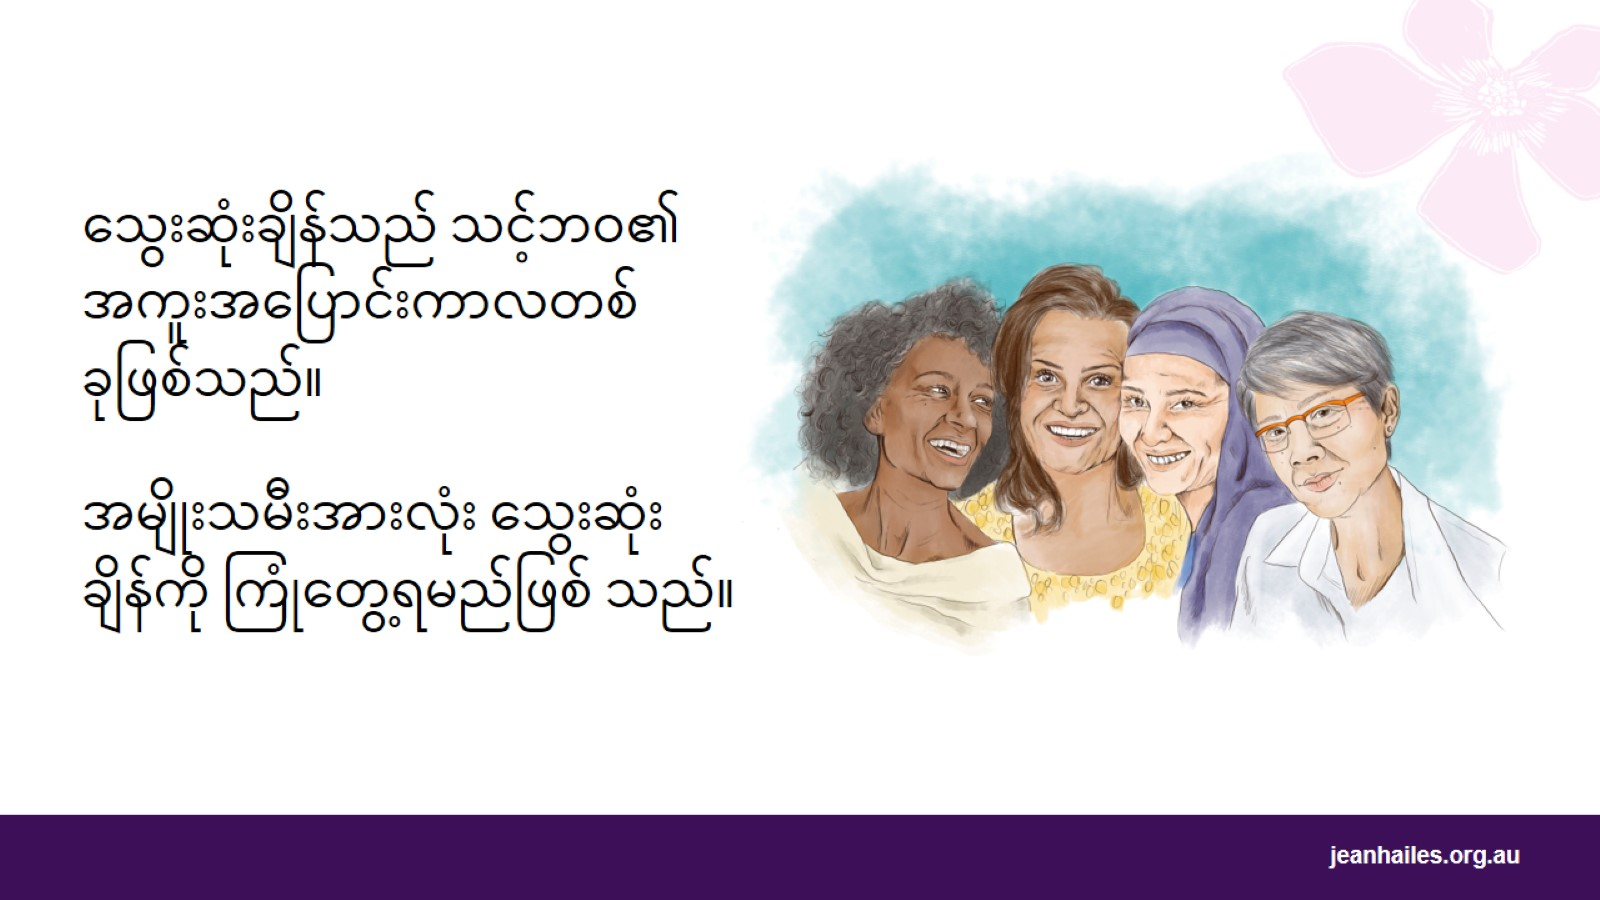 သွေးဆုံးချိန်သည် သင့်ဘဝ၏
အကူးအပြောင်းကာလတစ်
ခုဖြစ်သည်။
အမျိုးသမီးအားလုံး သွေးဆုံး
ချိန်ကို ကြုံတွေ့ရမည်ဖြစ် သည်။
jeanhailes.org.au